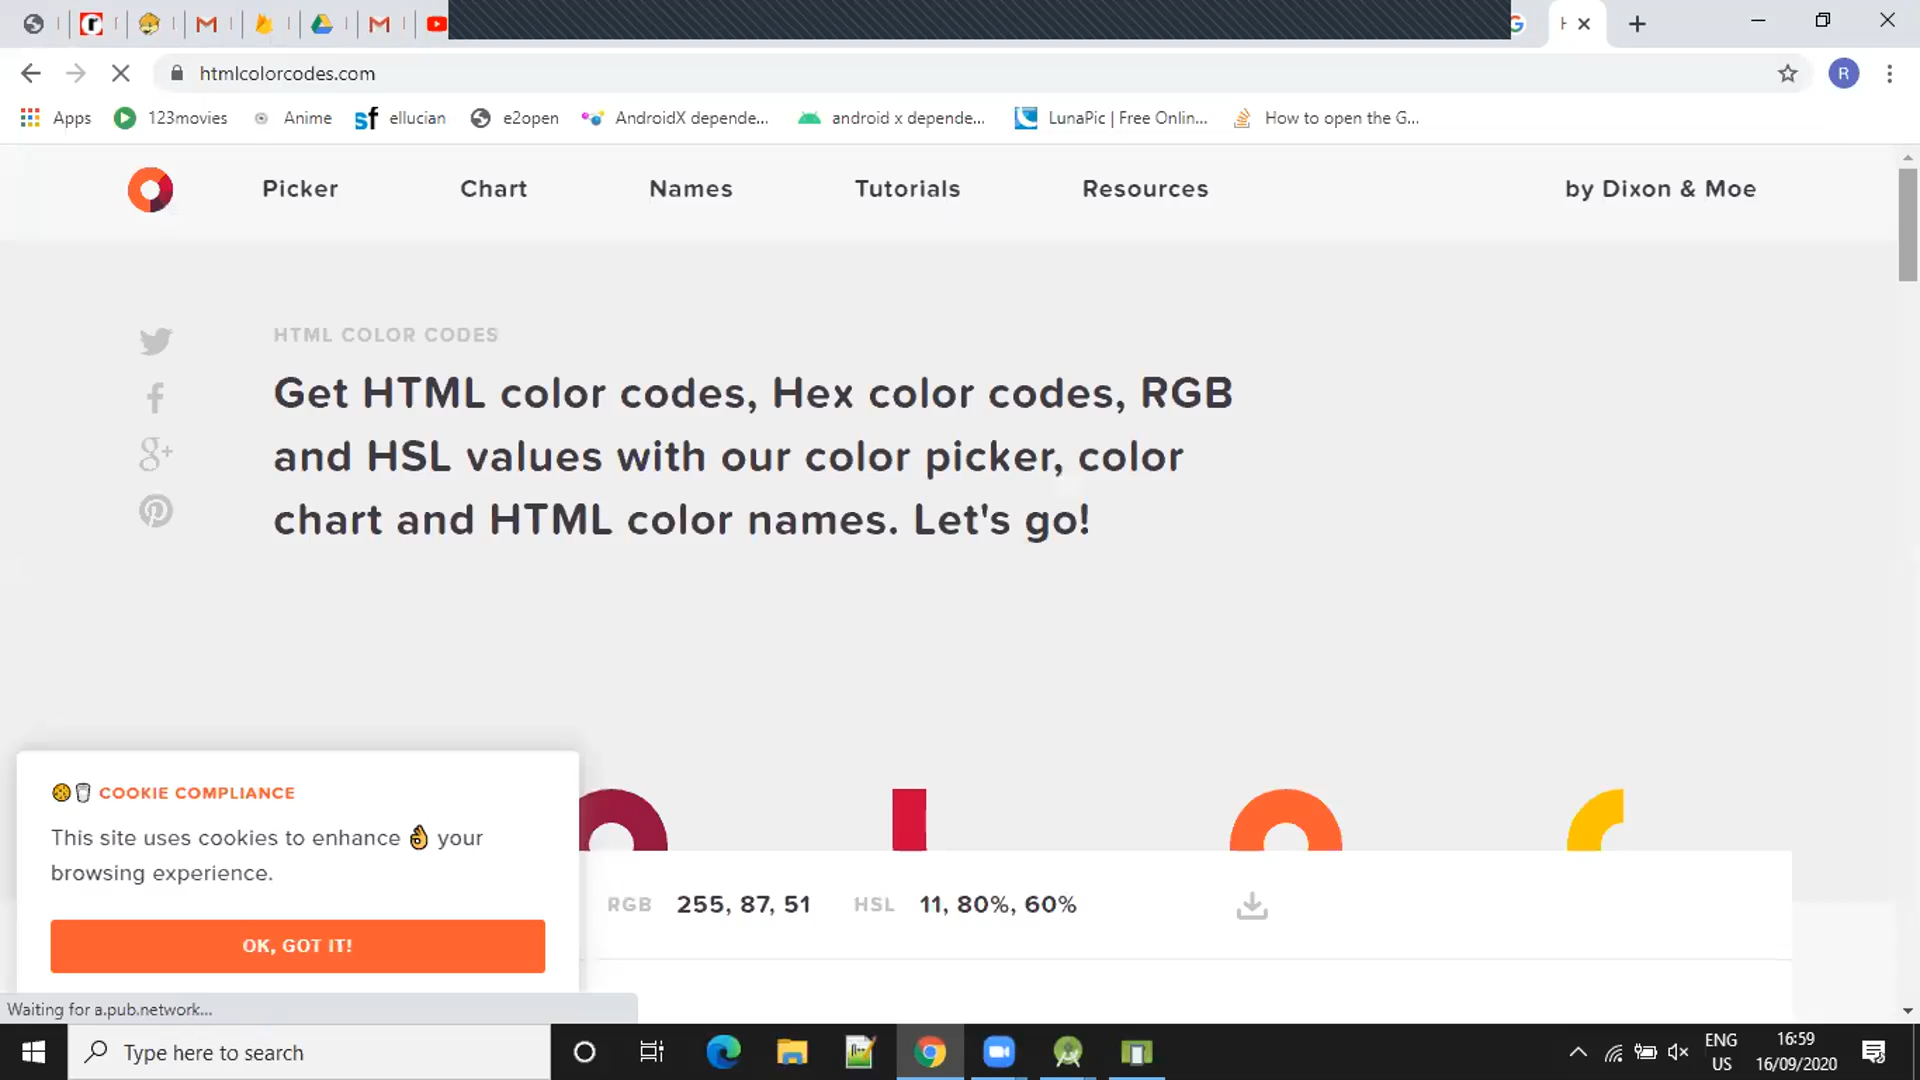 htmlcolorcodes.com
R
Apps 123movies Anime ellucian e2open AndroidX depende... android x depende... LunaPic | Free Onlin... How to open the G...
Picker Chart Names Tutorials Resources by Dixon & Moe
HTML COLOR CODES
Get HTML color codes, Hex color codes, RGB
and HSL values with our color picker, color
chart and HTML color names. Let's go!
COOKIE COMPLIANCE
This site uses cookies to enhance 👌 your
browsing experience.
OK, GOT IT!
RGB 255, 87, 51 HSL 11, 80%, 60%
Waiting for a.pub.network...
Type here to search
ENG
US
16:59
16/09/2020